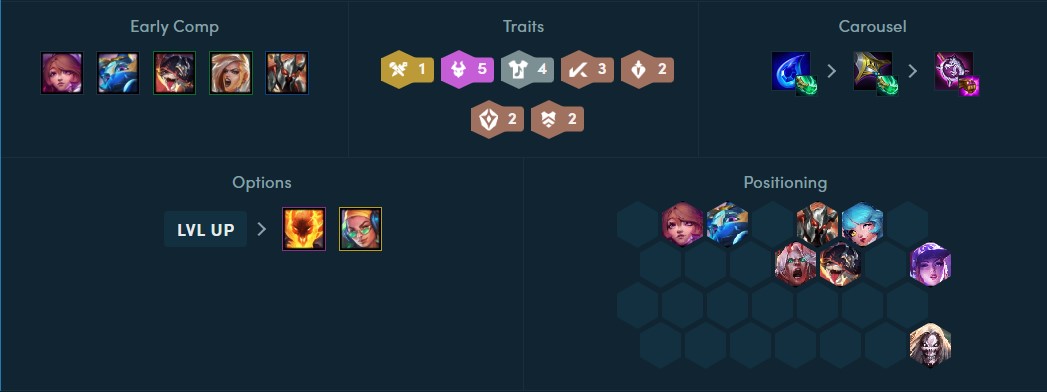 Early Comp
Traits
Carousel
1 5 4 3 2
2 2
Options
Positioning
LVL UP